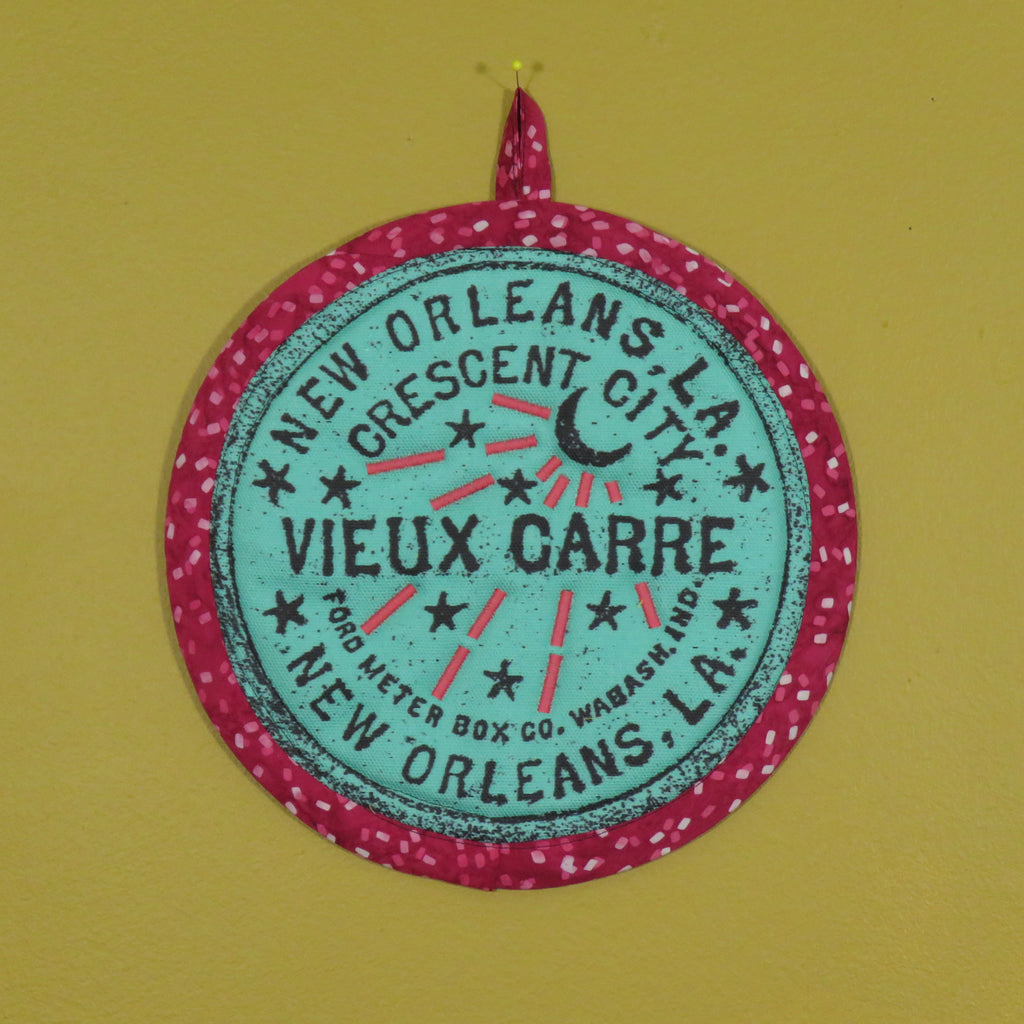 NEW ORLEANS, LA.
CRESCENT CITY
VIEUX CARRE
FORD METER BOX CO. WABASH, IND.
NEW ORLEANS, LA.